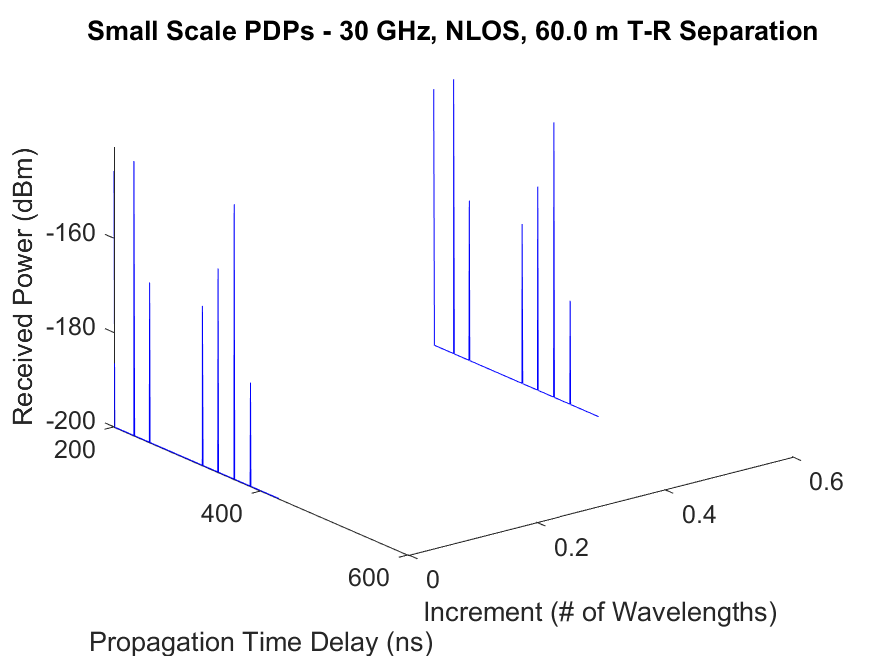 Small Scale PDPs - 30 GHz, NLOS, 60.0 m T-R Separation
Received Power (dBm)
-160
-180
-200
200
400
600
0
0.2
0.4
0.6
Increment (# of Wavelengths)
Propagation Time Delay (ns)